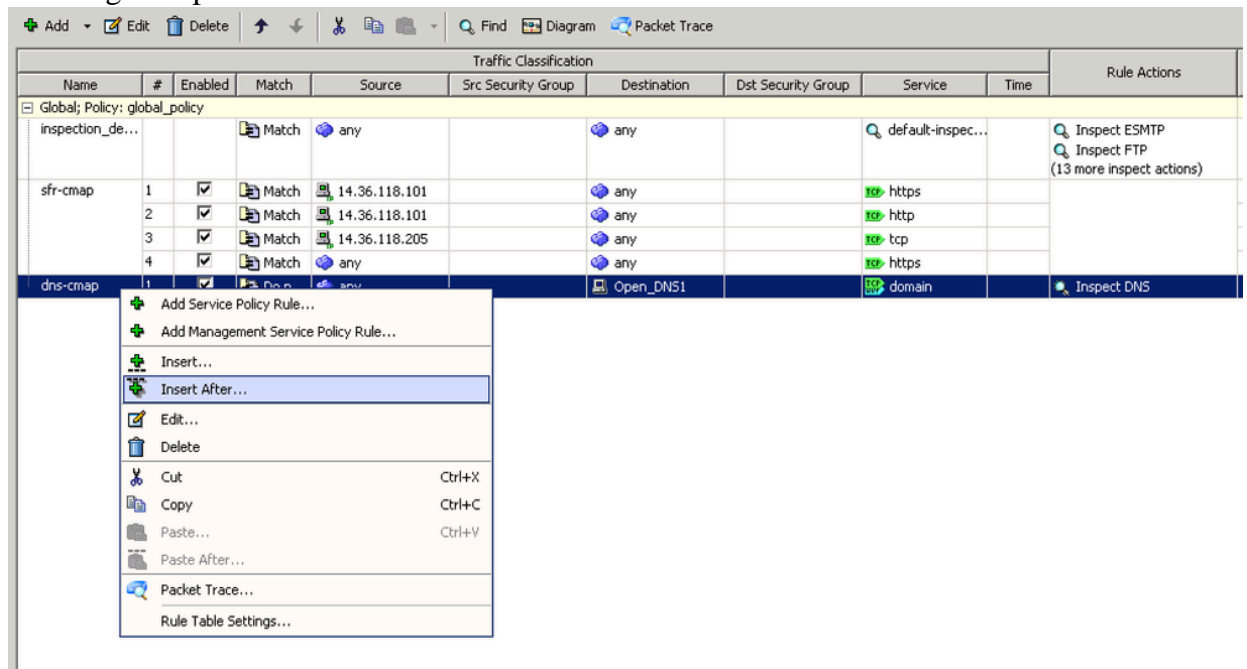 Add Edit Delete Find Diagram Packet Trace
Traffic Classification
Rule Actions
Name # Enabled Match Source Src Security Group Destination Dst Security Group Service Time
Global; Policy: global_policy
inspection_de... Match any any default-inspec... Inspect ESMTP
Inspect FTP
(13 more inspect actions)
sfr-cmap 1 Match 14.36.118.101 any TCP https
2 Match 14.36.118.101 any TCP http
3 Match 14.36.118.205 any TCP tcp
4 Match any any TCP https
dns-cmap 1 any Open_DNS1 domain Inspect DNS
Add Service Policy Rule...
Add Management Service Policy Rule...
Insert...
Insert After...
Edit...
Delete
Cut Ctrl+X
Copy Ctrl+C
Paste... Ctrl+V
Paste After...
Packet Trace...
Rule Table Settings...